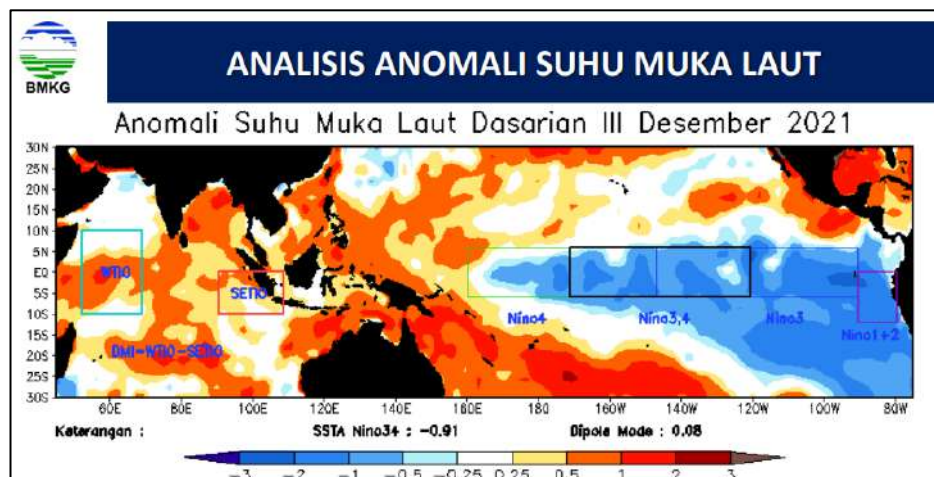 BMKG
ANALISIS ANOMALI SUHU MUKA LAUT
Anomali Suhu Muka Laut Dasarian III Desember 2021
30N
25N
20N
15N
10N
5N
EQ
5S
10S
15S
20S
25S
30S
WTIO
SETIO
DMI=WTIO-SETIO
Nino4
Nino3,4
Nino3
Nino1+2
60E 80E 100E 120E 140E 160E 180 160W 140W 120W 100W 80W
Keterangan : SSTA Nino34 : -0.91 Dipole Mode : 0.08
-3 -2 -1 -0.5 -0.25 0.25 0.5 1 2 3